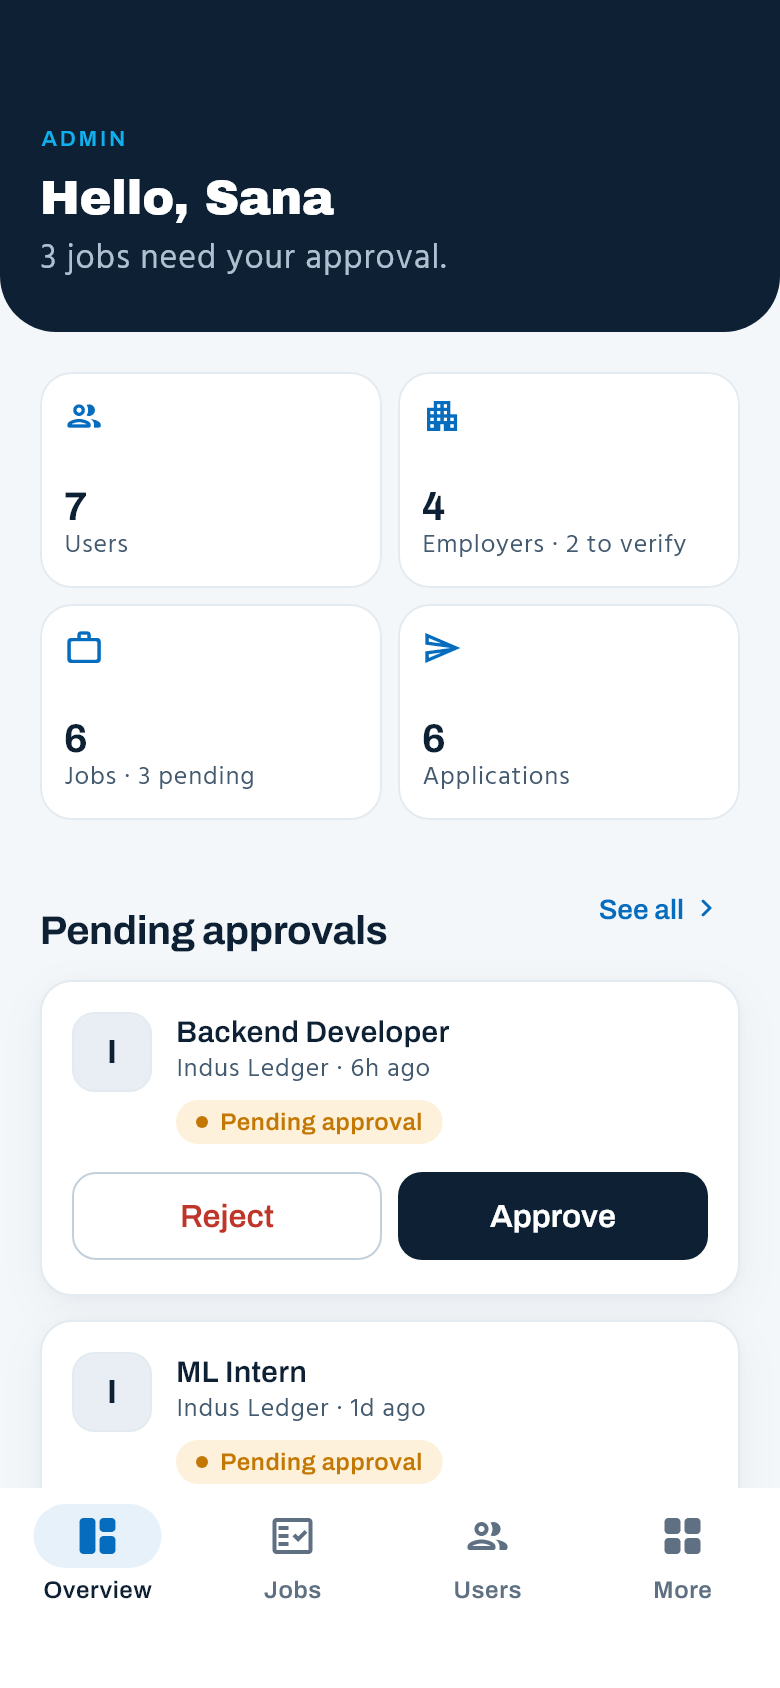 ADMIN
Hello, Sana
3 jobs need your approval.
7
Users
4
Employers · 2 to verify
6
Jobs · 3 pending
6
Applications
Pending approvals
See all
I
Backend Developer
Indus Ledger · 6h ago
Pending approval
Reject
Approve
I
ML Intern
Indus Ledger · 1d ago
Pending approval
Overview
Jobs
Users
More